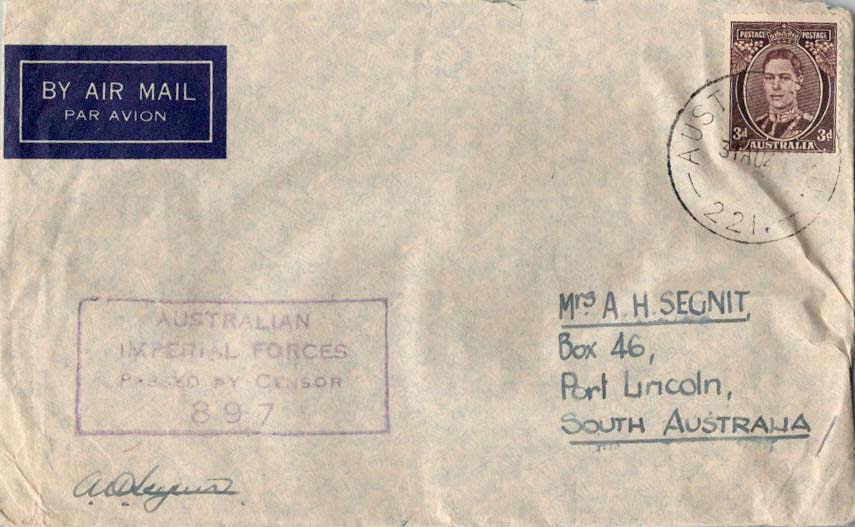 BY AIR MAIL
PAR AVION
POSTAGE POSTAGE
3d 3d
AUSTRALIA
AUST
221.
AUSTRALIAN
IMPERIAL FORCES
PASSED BY CENSOR
897
Mrs A. H. SEGNIT,
Box 46,
Port Lincoln,
SOUTH AUSTRALIA